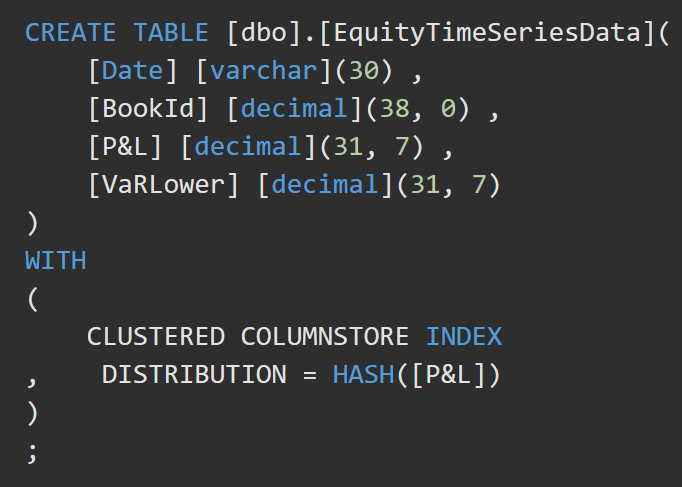 CREATE TABLE [dbo].[EquityTimeSeriesData](
    [Date] [varchar](30) ,
    [BookId] [decimal](38, 0) ,
    [P&L] [decimal](31, 7) ,
    [VaRLower] [decimal](31, 7)
)
WITH
(
    CLUSTERED COLUMNSTORE INDEX
,    DISTRIBUTION = HASH([P&L])
)
;